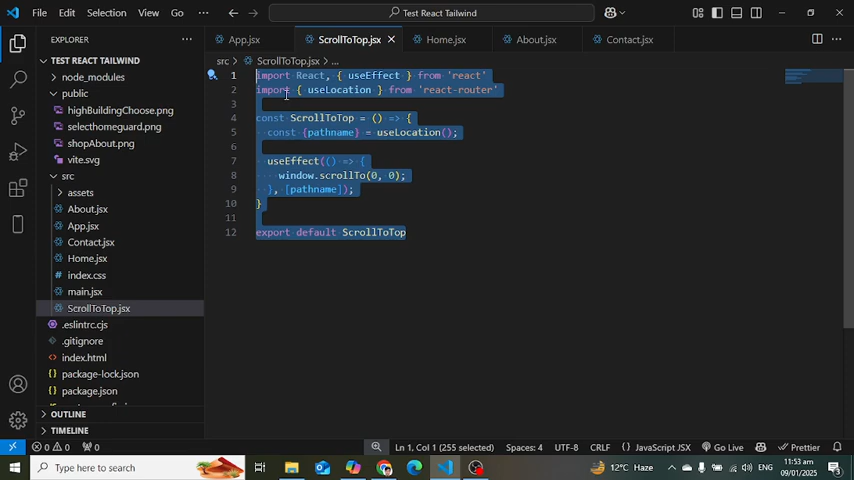 File Edit Selection View Go ··· Test React Tailwind
EXPLORER ···
App.jsx ScrollToTop.jsx Home.jsx About.jsx Contact.jsx
src > ScrollToTop.jsx > ...
TEST REACT TAILWIND
node_modules
public
highBuildingChoose.png
selecthomeguard.png
shopAbout.png
vite.svg
src
assets
About.jsx
App.jsx
Contact.jsx
Home.jsx
index.css
main.jsx
ScrollToTop.jsx
.eslintrc.cjs
.gitignore
index.html
package-lock.json
package.json
OUTLINE
TIMELINE
1 import React, { useEffect } from 'react'
2 import { useLocation } from 'react-router'
3
4 const ScrollToTop = () => {
5 const {pathname} = useLocation();
6
7 useEffect(() => {
8 window.scrollTo(0, 0);
9 }, [pathname]);
10 }
11
12 export default ScrollToTop
0 0 0 Ln 1, Col 1 (255 selected) Spaces: 4 UTF-8 CRLF {} JavaScript JSX Go Live Prettier
Type here to search 12°C Haze ENG 11:53 am
09/01/2025 3